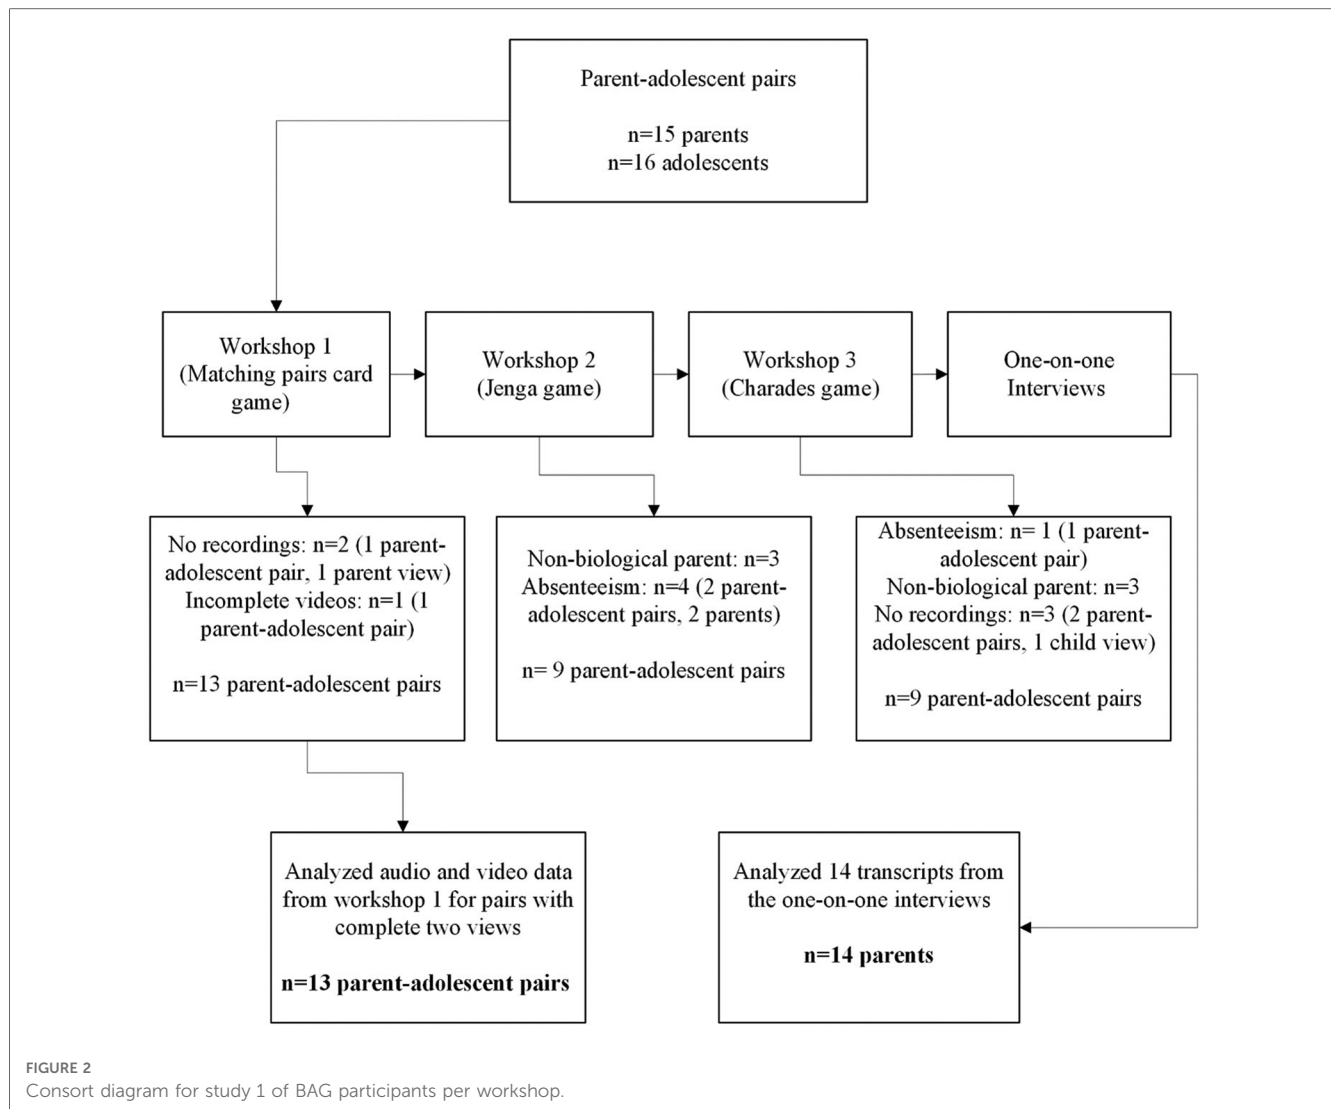 Parent-adolescent pairs
n=15 parents
n=16 adolescents
Workshop 1
(Matching pairs card
game)
Workshop 2
(Jenga game)
Workshop 3
(Charades game)
One-on-one
Interviews
No recordings: n=2 (1 parent-
adolescent pair, 1 parent view)
Incomplete videos: n=1 (1
parent-adolescent pair)
n=13 parent-adolescent pairs
Non-biological parent: n=3
Absenteeism: n=4 (2 parent-
adolescent pairs, 2 parents)
n= 9 parent-adolescent pairs
Absenteeism: n= 1 (1 parent-
adolescent pair)
Non-biological parent: n=3
No recordings: n=3 (2 parent-
adolescent pairs, 1 child view)
n=9 parent-adolescent pairs
Analyzed audio and video data
from workshop 1 for pairs with
complete two views
n=13 parent-adolescent pairs
Analyzed 14 transcripts from
the one-on-one interviews
n=14 parents
FIGURE 2
Consort diagram for study 1 of BAG participants per workshop.